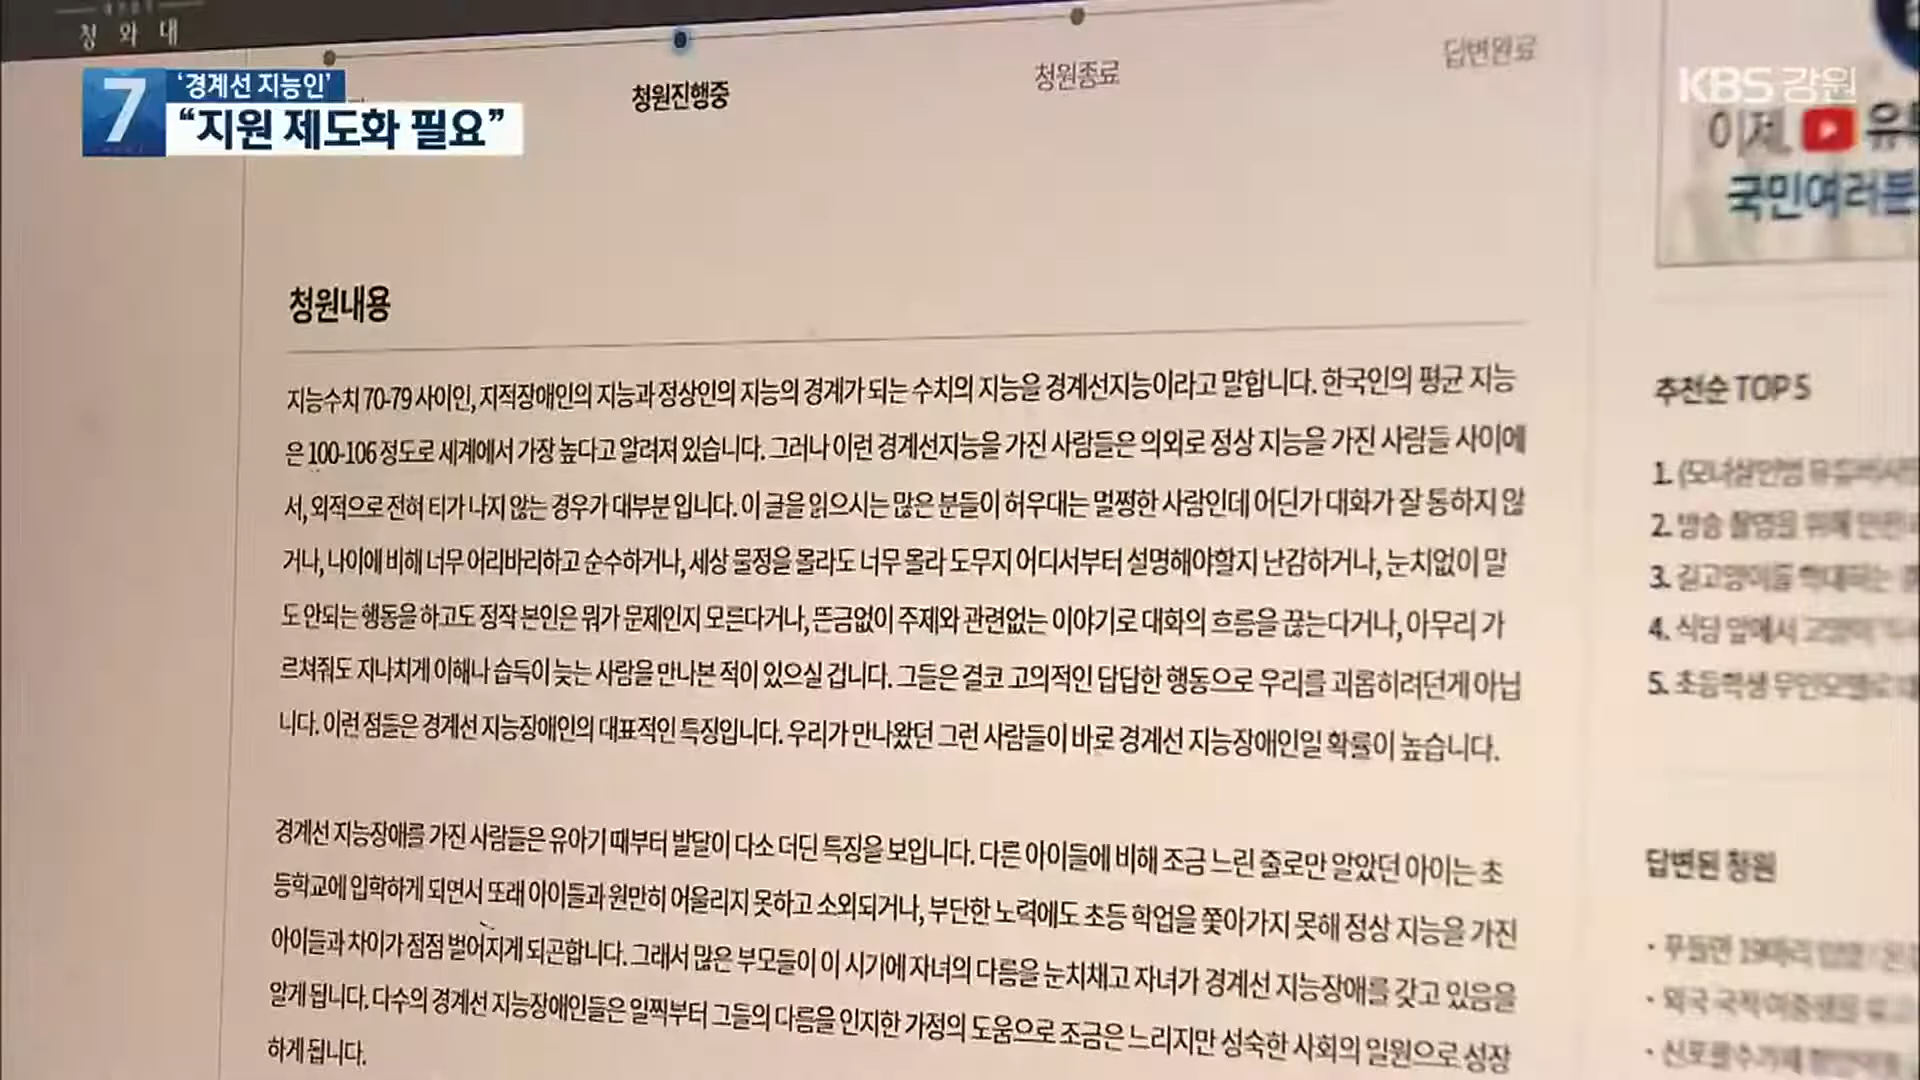 청 와 대
청원진행중
청원종료
답변완료
7
‘경계선 지능인’
“지원 제도화 필요”
KBS 강원
이제,
국민여러분
청원내용
지능수치 70-79 사이인, 지적장애인의 지능과 정상인의 지능의 경계가 되는 수치의 지능을 경계선지능이라고 말합니다. 한국인의 평균 지능
은 100-106 정도로 세계에서 가장 높다고 알려져 있습니다. 그러나 이런 경계선지능을 가진 사람들은 의외로 정상 지능을 가진 사람들 사이에
서, 외적으로 전혀 티가 나지 않는 경우가 대부분 입니다. 이 글을 읽으시는 많은 분들이 허우대는 멀쩡한 사람인데 어딘가 대화가 잘 통하지 않
거나, 나이에 비해 너무 어리바리하고 순수하거나, 세상 물정을 몰라도 너무 몰라 도무지 어디서부터 설명해야할지 난감하거나, 눈치없이 말
도 안되는 행동을 하고도 정작 본인은 뭐가 문제인지 모른다거나, 뜬금없이 주제와 관련없는 이야기로 대화의 흐름을 끊는다거나, 아무리 가
르쳐줘도 지나치게 이해나 습득이 늦는 사람을 만나본 적이 있으실 겁니다. 그들은 결코 고의적인 답답한 행동으로 우리를 괴롭히려던게 아닙
니다. 이런 점들은 경계선 지능장애인의 대표적인 특징입니다. 우리가 만나왔던 그런 사람들이 바로 경계선 지능장애인일 확률이 높습니다.
경계선 지능장애를 가진 사람들은 유아기 때부터 발달이 다소 더딘 특징을 보입니다. 다른 아이들에 비해 조금 느린 줄로만 알았던 아이는 초
등학교에 입학하게 되면서 또래 아이들과 원만히 어울리지 못하고 소외되거나, 부단한 노력에도 초등 학업을 쫓아가지 못해 정상 지능을 가진
아이들과 차이가 점점 벌어지게 되곤합니다. 그래서 많은 부모들이 이 시기에 자녀의 다름을 눈치채고 자녀가 경계선 지능장애를 갖고 있음을
알게 됩니다. 다수의 경계선 지능장애인들은 일찍부터 그들의 다름을 인지한 가정의 도움으로 조금은 느리지만 성숙한 사회의 일원으로 성장
하게 됩니다.
추천순 TOP 5
1.
2. 방송 촬영을 위해
3. 길고양이를 학대하는
4. 식당 앞에서 고양이
5. 초등학생
답변된 청원